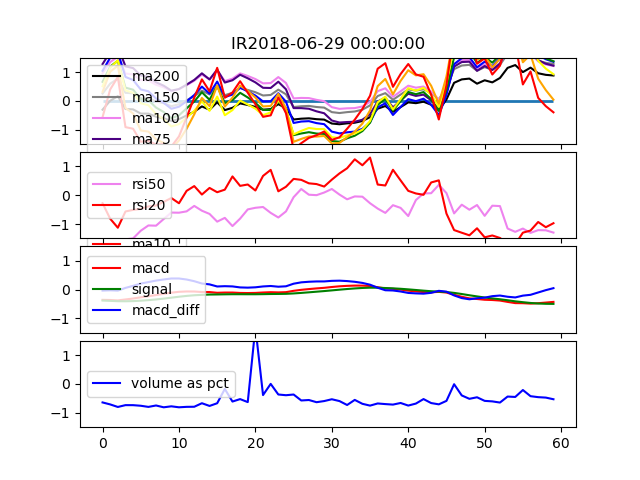 IR2018-06-29 00:00:00
1
0
−1
ma200
ma150
ma100
ma75
1
0
−1
rsi50
rsi20
ma10
1
0
−1
macd
signal
macd_diff
1
0
−1
volume as pct
0 10 20 30 40 50 60